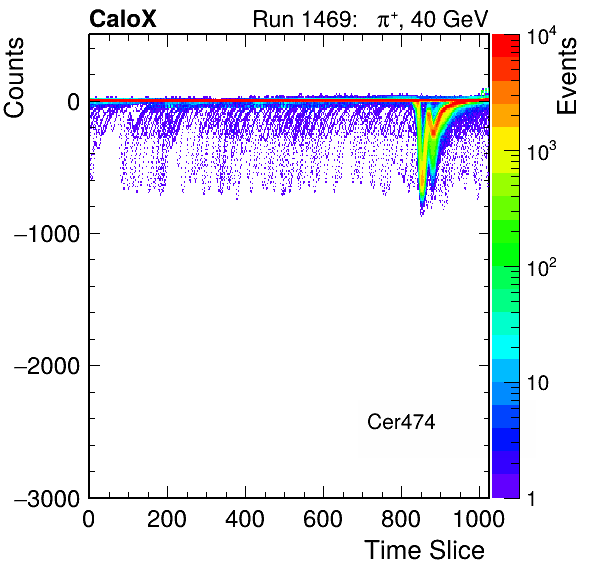 CaloX Run 1469: π⁺, 40 GeV
Counts
Events
0
−1000
−2000
−3000
10⁴
10³
10²
10
1
Cer474
0 200 400 600 800 1000
Time Slice